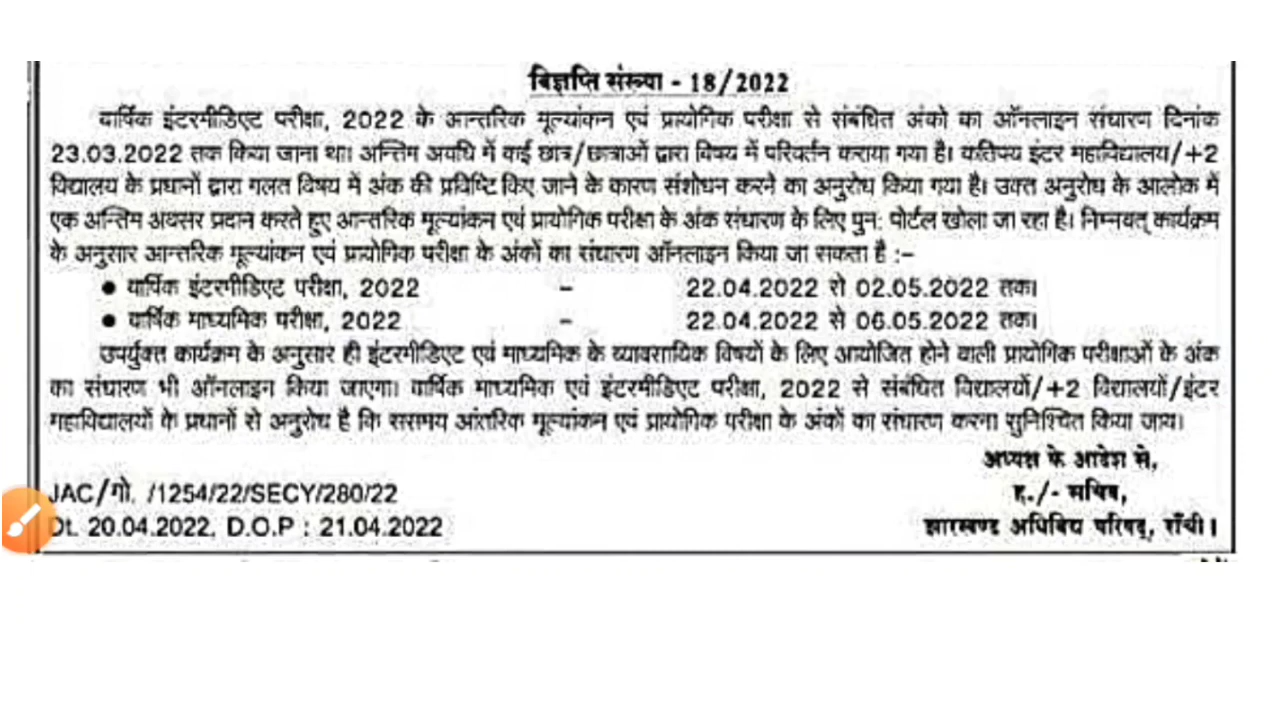 विज्ञप्ति संख्या - 18/2022
वार्षिक इंटरमीडिएट परीक्षा, 2022 के आन्तरिक मूल्यांकन एवं प्रायोगिक परीक्षा से संबंधित अंको का ऑनलाइन संधारण दिनांक
23.03.2022 तक किया जाना था। अन्तिम अवधि में कई छात्र/छात्राओं द्वारा विषय में परिवर्तन कराया गया है। कतिपय इंटर महाविद्यालय/+2
विद्यालय के प्रधानों द्वारा गलत विषय में अंक की प्रविष्टि किए जाने के कारण संशोधन करने का अनुरोध किया गया है। उक्त अनुरोध के आलोक में
एक अन्तिम अवसर प्रदान करते हुए आन्तरिक मूल्यांकन एवं प्रायोगिक परीक्षा के अंक संधारण के लिए पुन: पोर्टल खोला जा रहा है। निम्नवत् कार्यक्रम
के अनुसार आन्तरिक मूल्यांकन एवं प्रायोगिक परीक्षा के अंकों का संधारण ऑनलाइन किया जा सकता है :–
● वार्षिक इंटरमीडिएट परीक्षा, 2022 – 22.04.2022 से 02.05.2022 तक।
● वार्षिक माध्यमिक परीक्षा, 2022 – 22.04.2022 से 06.05.2022 तक।
उपर्युक्त कार्यक्रम के अनुसार ही इंटरमीडिएट एवं माध्यमिक के व्यावसायिक विषयों के लिए आयोजित होने वाली प्रायोगिक परीक्षाओं के अंक
का संधारण भी ऑनलाइन किया जाएगा। वार्षिक माध्यमिक एवं इंटरमीडिएट परीक्षा, 2022 से संबंधित विद्यालयों/+2 विद्यालयों/इंटर
महाविद्यालयों के प्रधानों से अनुरोध है कि ससमय आंतरिक मूल्यांकन एवं प्रायोगिक परीक्षा के अंकों का संधारण करना सुनिश्चित किया जाय।
अध्यक्ष के आदेश से,
JAC/गो. /1254/22/SECY/280/22 ह./- सचिव,
Dt. 20.04.2022, D.O.P : 21.04.2022 झारखण्ड अधिविद्य परिषद्, राँची।